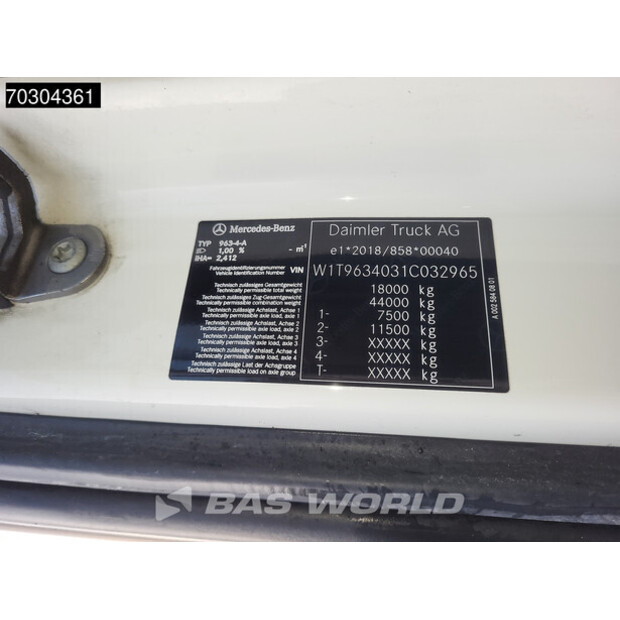 70304361
Mercedes-Benz
Daimler Truck AG
TYP 963-4-A
1,00 % - m⁻¹
e1*2018/858*00040
IHA= 2,412
Fahrzeugidentifizierungsnummer
Vehicle Identification Number VIN
W1T9634031C032965
Technisch zulässiges Gesamtgewicht
Technically permissible total weight
18000 kg
Technisch zulässiges Zug-Gesamtgewicht
Technically permissible combination weight
44000 kg
Technisch zulässige Achslast, Achse 1
Technically permissible axle load, axle 1
1- 7500 kg
Technisch zulässige Achslast, Achse 2
Technically permissible axle load, axle 2
2- 11500 kg
Technisch zulässige Achslast, Achse 3
Technically permissible axle load, axle 3
3- XXXXX kg
Technisch zulässige Achslast, Achse 4
Technically permissible axle load, axle 4
4- XXXXX kg
Technisch zulässige Last der Achsgruppe
Technically permissible load on axle group
T- XXXXX kg
A 002 584 08 01
BAS WORLD